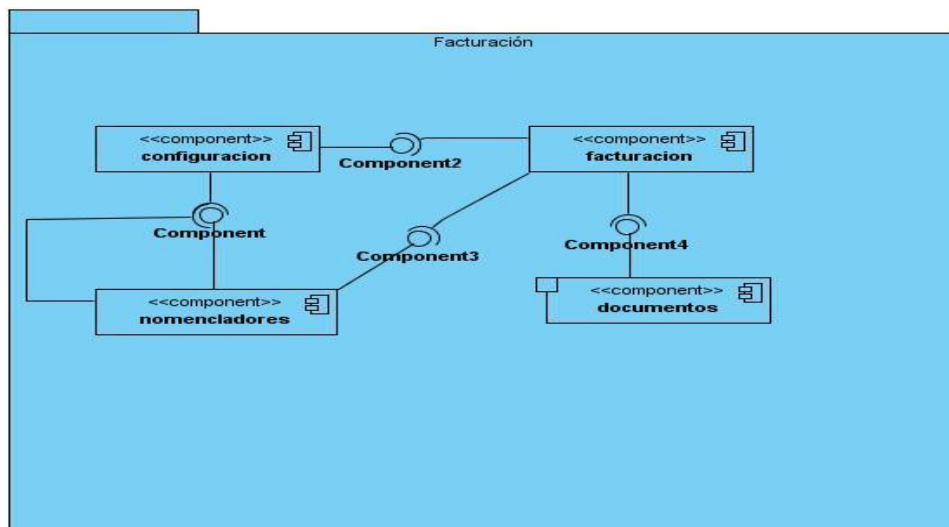 Facturación
<<component>>
configuracion
Component2
<<component>>
facturacion
Component
Component3
Component4
<<component>>
nomencladores
<<component>>
documentos